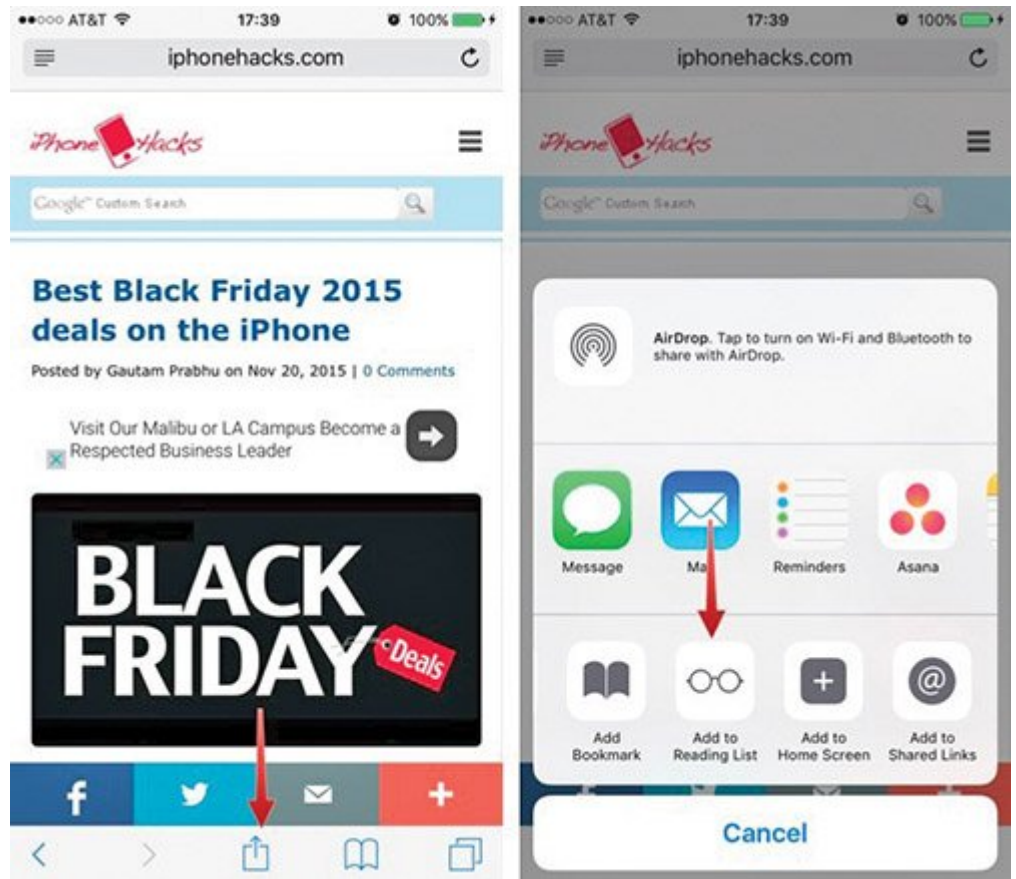 AT&T 17:39 100%
iphonehacks.com
iPhone Hacks
Google™ Custom Search
Best Black Friday 2015
deals on the iPhone
Posted by Gautam Prabhu on Nov 20, 2015 | 0 Comments
Visit Our Malibu or LA Campus Become a
Respected Business Leader
BLACK
FRIDAY
Deals
AT&T 17:39 100%
iphonehacks.com
iPhone Hacks
Google™ Custom Search
AirDrop. Tap to turn on Wi-Fi and Bluetooth to
share with AirDrop.
Message Mail Reminders Asana
Add Add to Add to Add to
Bookmark Reading List Home Screen Shared Links
Cancel